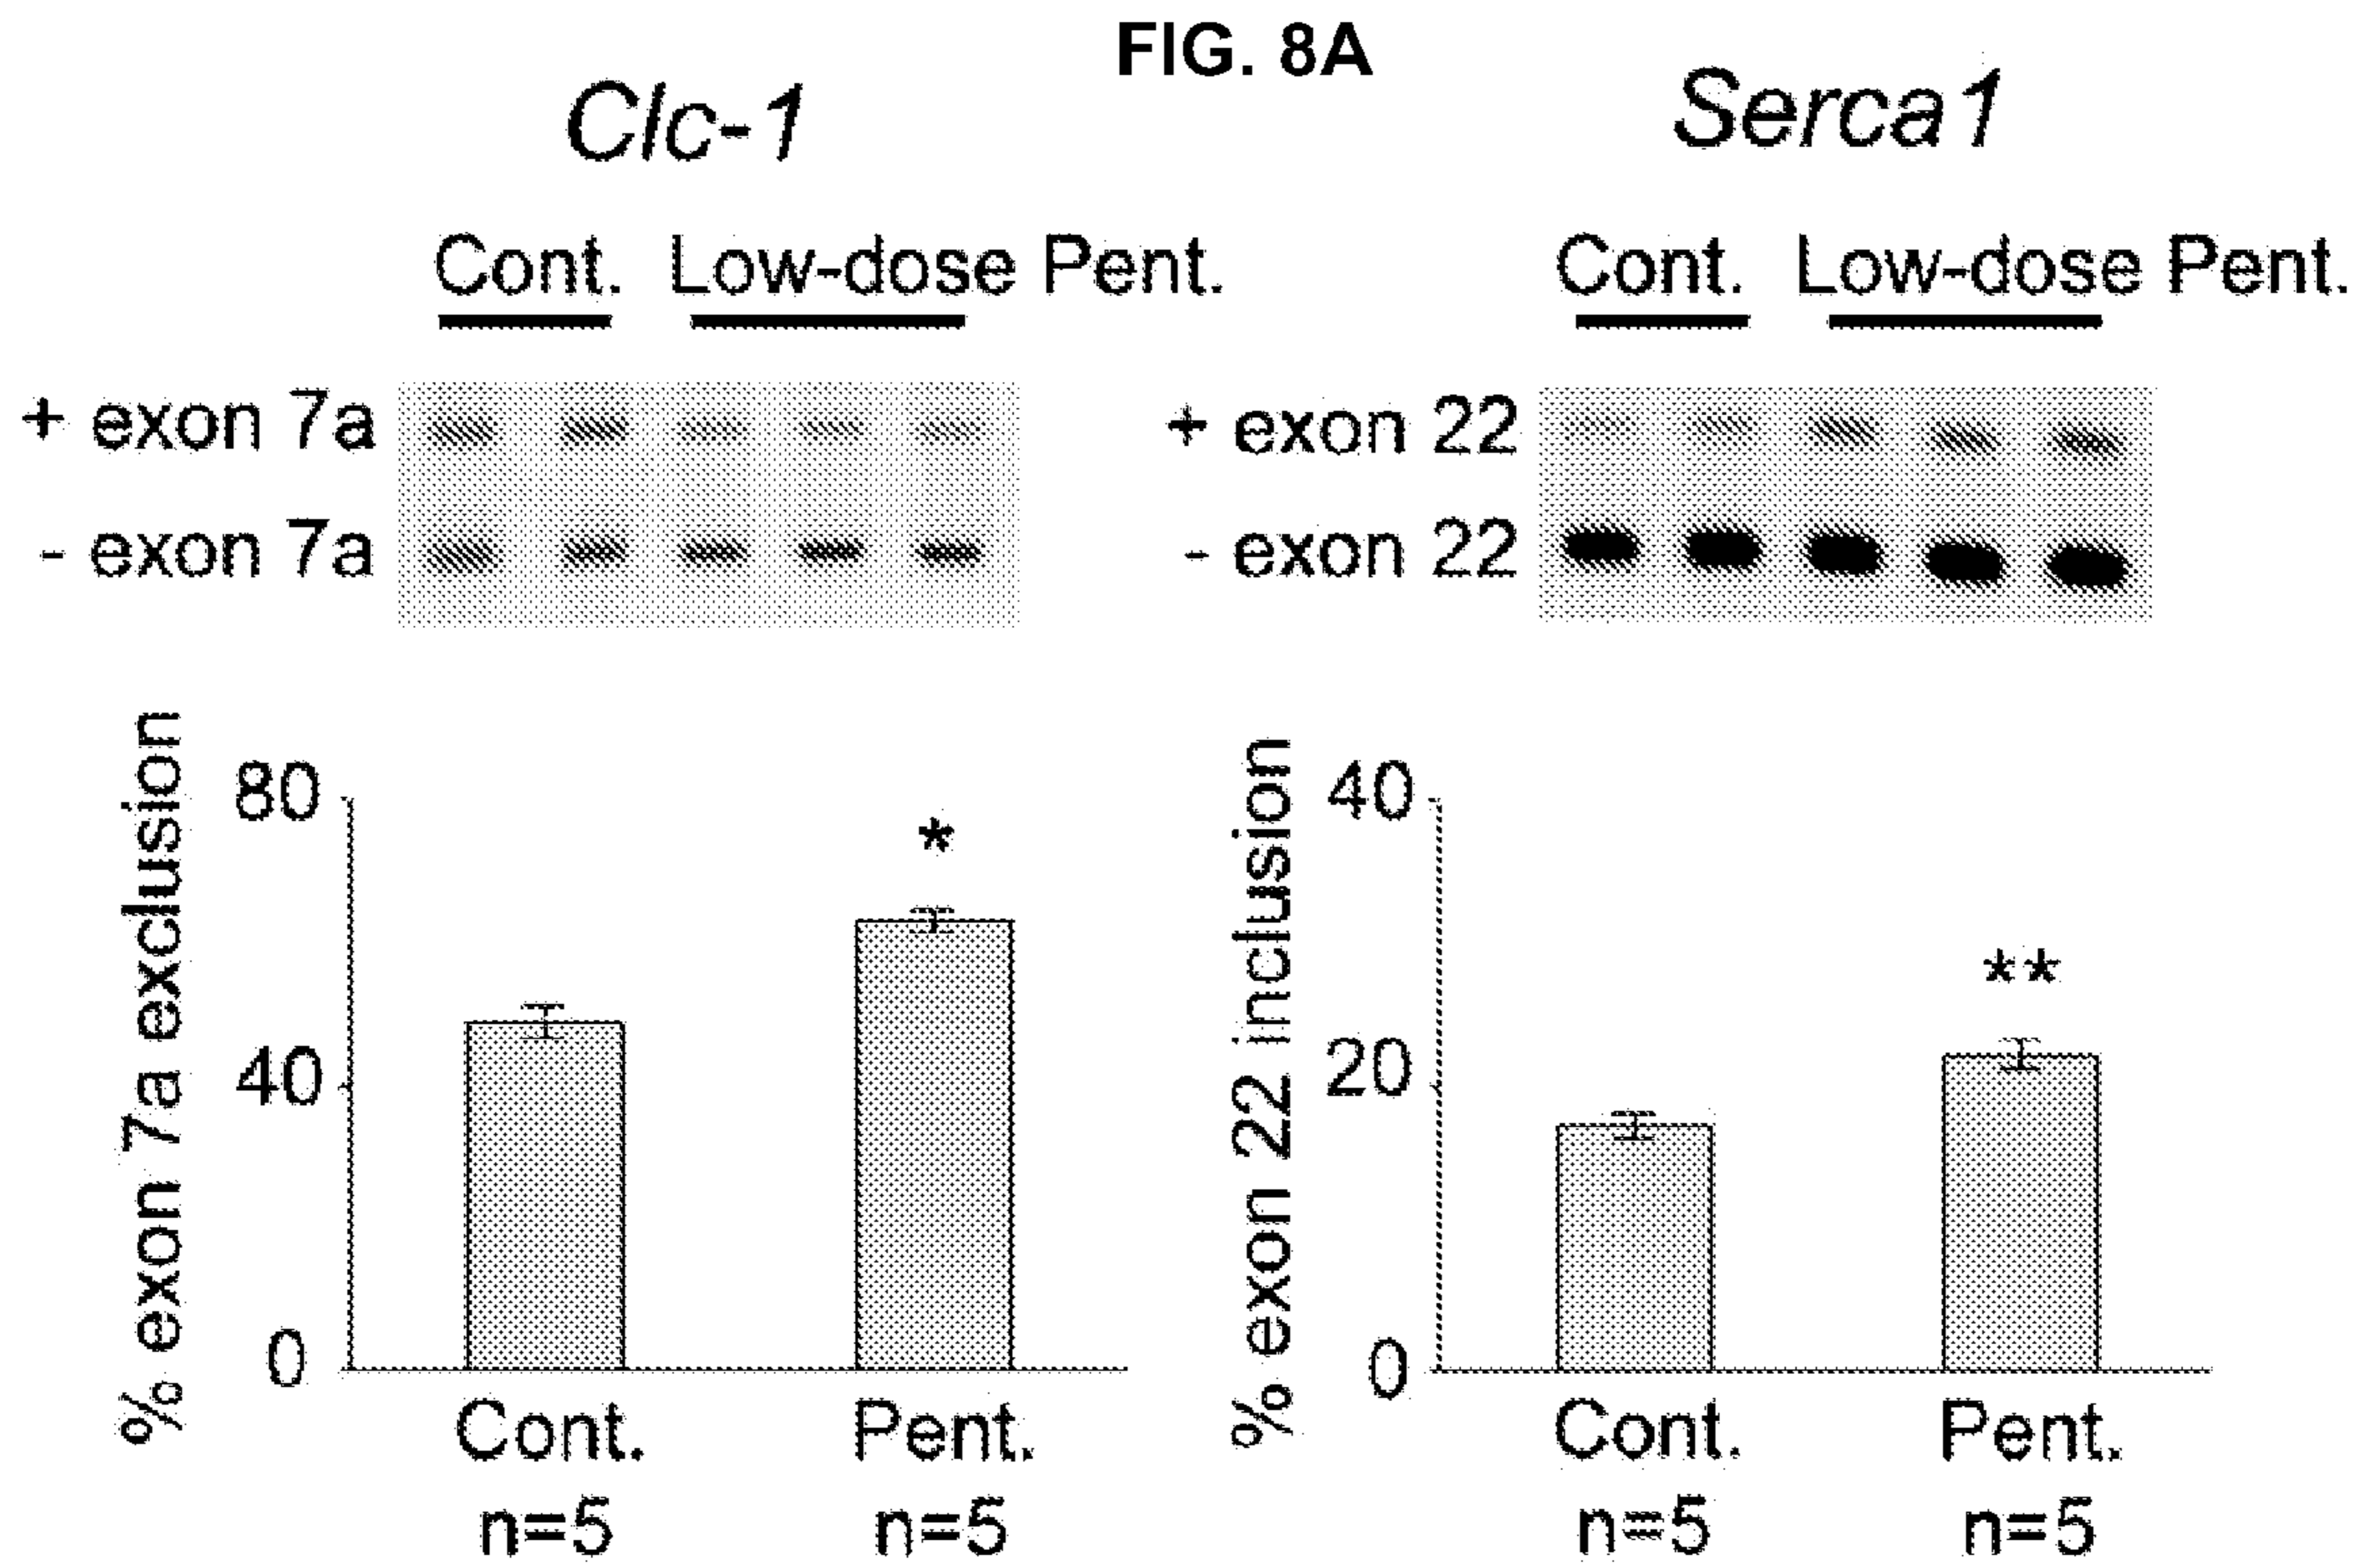 FIG. 8A
Clc-1
Cont. Low-dose Pent.
+ exon 7a
- exon 7a
% exon 7a exclusion
80
40
0
*
Cont. Pent.
n=5 n=5
Serca1
Cont. Low-dose Pent.
+ exon 22
- exon 22
% exon 22 inclusion
40
20
0
**
Cont. Pent.
n=5 n=5